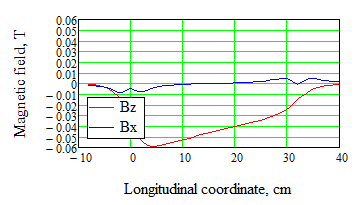 Magnetic field, T
0.06
0.05
0.04
0.03
0.02
0.01
0
− 0.01
− 0.02
− 0.03
− 0.04
− 0.05
− 0.06
Bz
Bx
− 10 0 10 20 30 40
Longitudinal coordinate, cm